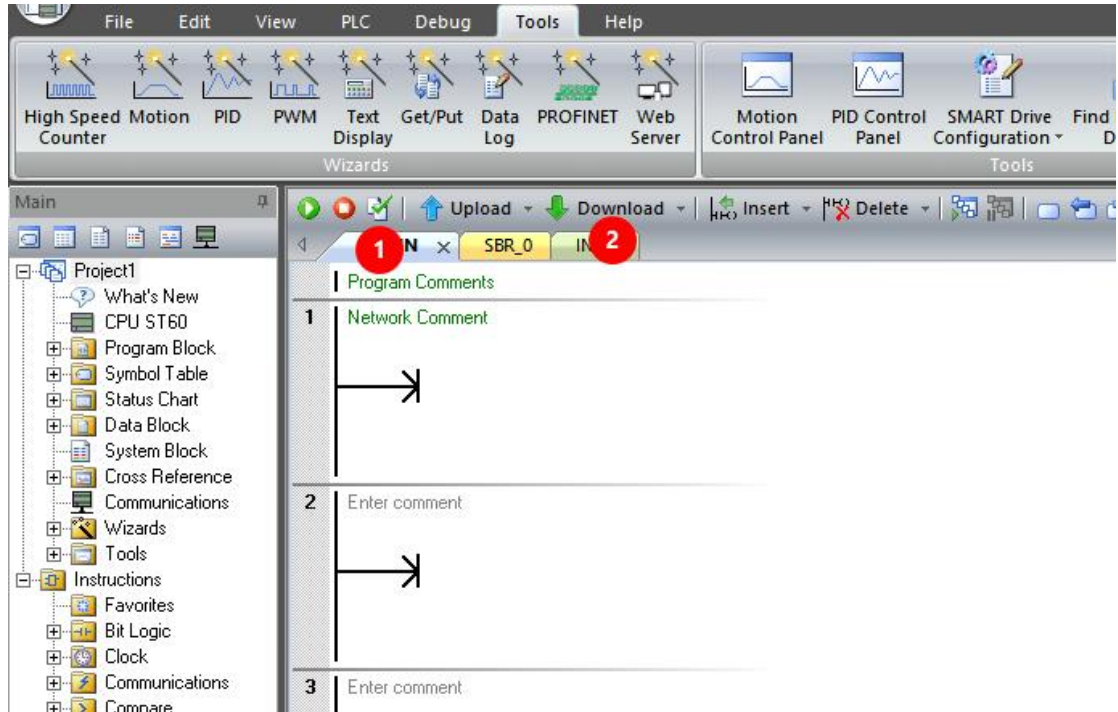 File Edit View PLC Debug Tools Help
High Speed Counter Motion PID PWM Text Display Get/Put Data Log PROFINET Web Server
Motion Control Panel PID Control Panel SMART Drive Configuration Find
Wizards
Tools
Main
Upload Download Insert Delete
1
SBR_0
2
Project1
What's New
CPU ST60
Program Block
Symbol Table
Status Chart
Data Block
System Block
Cross Reference
Communications
Wizards
Tools
Instructions
Favorites
Bit Logic
Clock
Communications
Compare
Program Comments
1 Network Comment
2 Enter comment
3 Enter comment